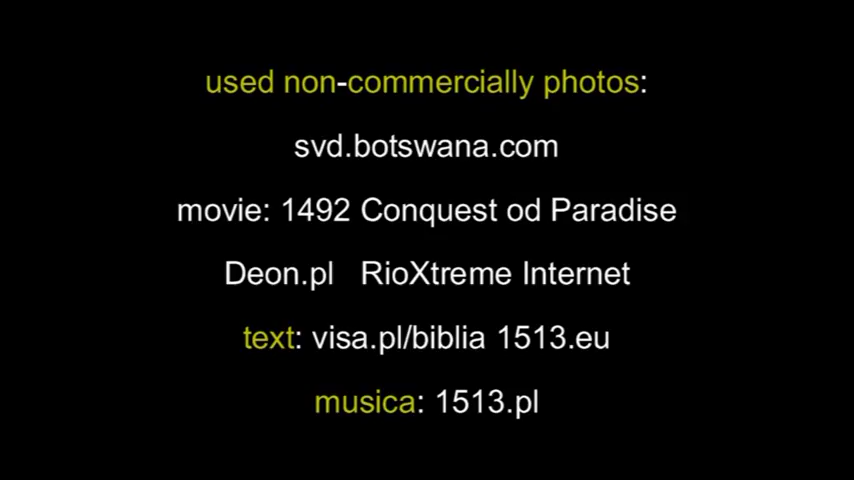 used non-commercially photos:
svd.botswana.com
movie: 1492 Conquest od Paradise
Deon.pl RioXtreme Internet
text: visa.pl/biblia 1513.eu
musica: 1513.pl